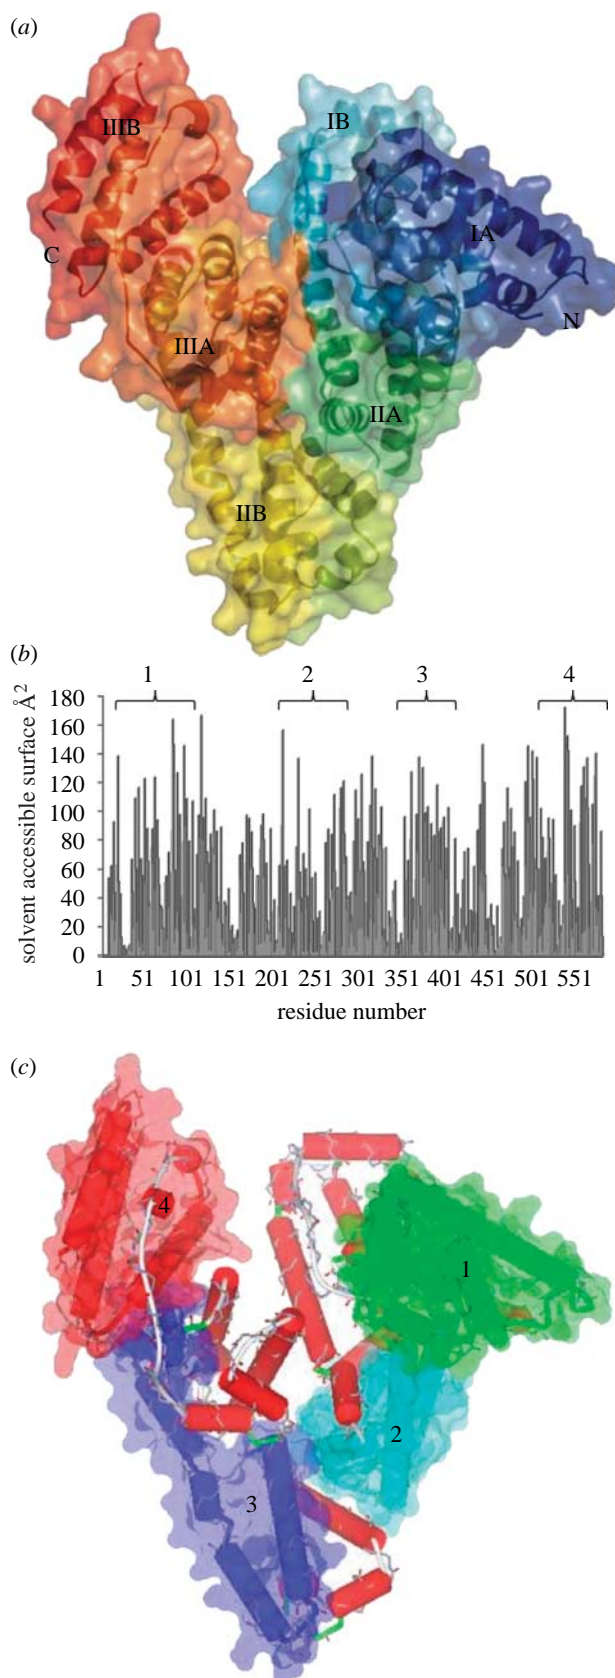 (a)
IIIB
IB
IA
C
N
IIIA
IIA
IIB
(b)
1 2 3 4
solvent accessible surface Å2
180
160
140
120
100
80
60
40
20
0
1 51 101 151 201 251 301 351 401 451 501 551
residue number
(c)
4
1
2
3